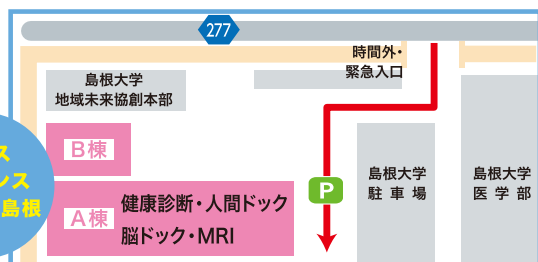 277
時間外・
緊急入口
島根大学
地域未来協創本部
B棟
ス
ンス
島根
A棟
健康診断・人間ドック
脳ドック・MRI
P
島根大学
駐車場
島根大学
医学部